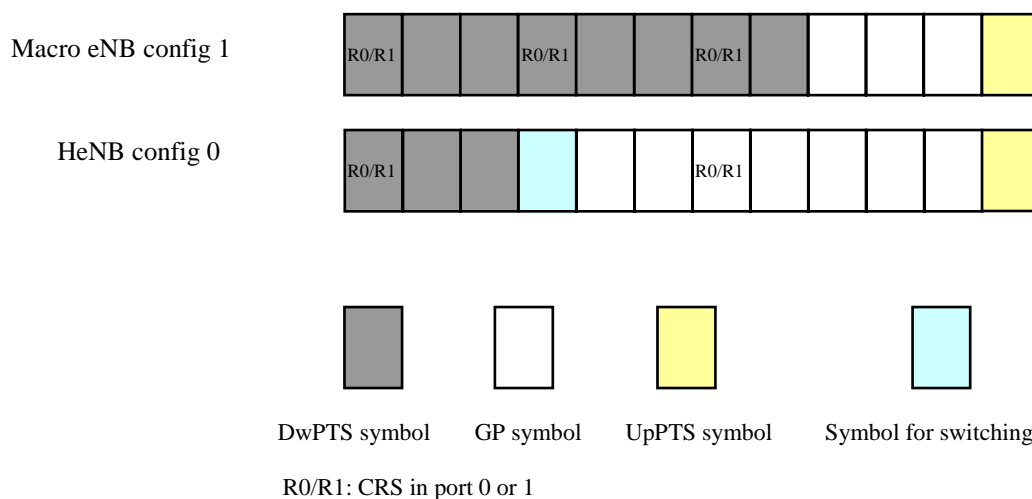 Macro eNB config 1
R0/R1 R0/R1 R0/R1
HeNB config 0
R0/R1 R0/R1
DwPTS symbol GP symbol UpPTS symbol Symbol for switching
R0/R1: CRS in port 0 or 1